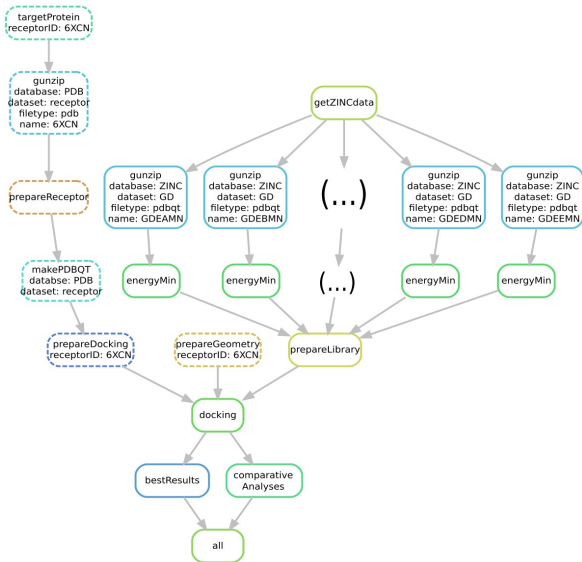 targetProtein
receptorID: 6XCN
gunzip
database: PDB
dataset: receptor
filetype: pdb
name: 6XCN
getZINCdata
gunzip
database: ZINC
dataset: GD
filetype: pdbqt
name: GDEAMN
gunzip
database: ZINC
dataset: GD
filetype: pdbqt
name: GDEBMN
(...)
gunzip
database: ZINC
dataset: GD
filetype: pdbqt
name: GDEDMN
gunzip
database: ZINC
dataset: GD
filetype: pdbqt
name: GDEEMN
prepareReceptor
makePDBQT
databse: PDB
dataset: receptor
energyMin
energyMin
(...)
energyMin
energyMin
prepareDocking
receptorID: 6XCN
prepareGeometry
receptorID: 6XCN
prepareLibrary
docking
bestResults
comparative
Analyses
all